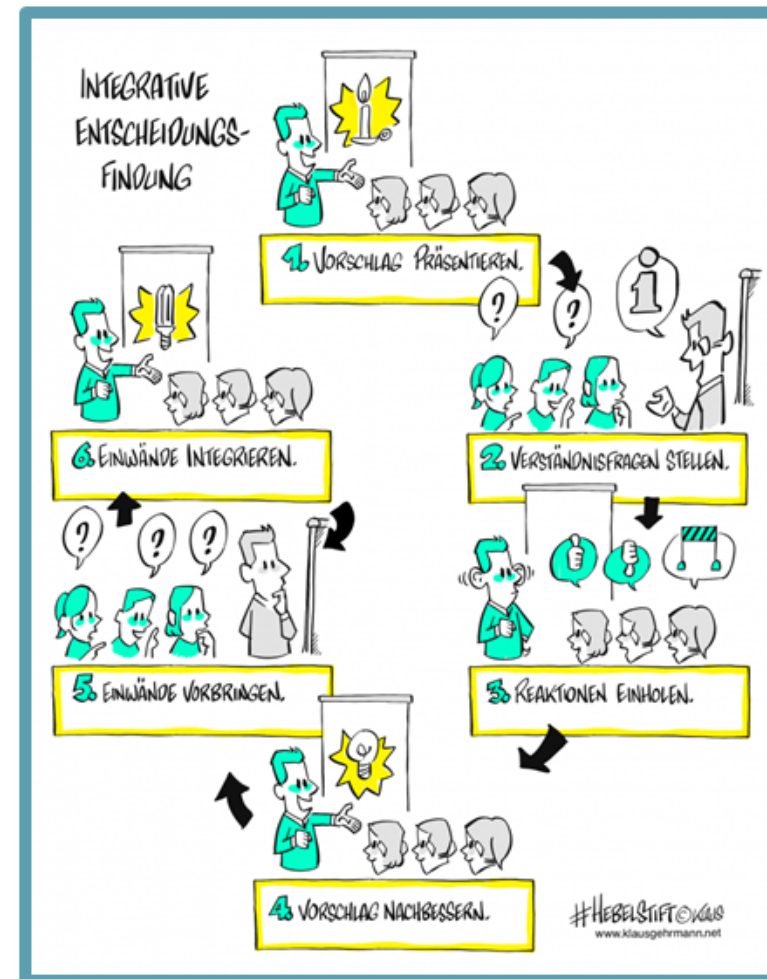 INTEGRATIVE
ENTSCHEIDUNGS-
FINDUNG
1. VORSCHLAG PRÄSENTIEREN.
? ? i
2. VERSTÄNDNISFRAGEN STELLEN.
3. REAKTIONEN EINHOLEN.
4. VORSCHLAG NACHBESSERN.
? ? ?
5. EINWÄNDE VORBRINGEN.
6. EINWÄNDE INTEGRIEREN.
#HEBELSTIFT © KLAUS
www.klausgehrmann.net